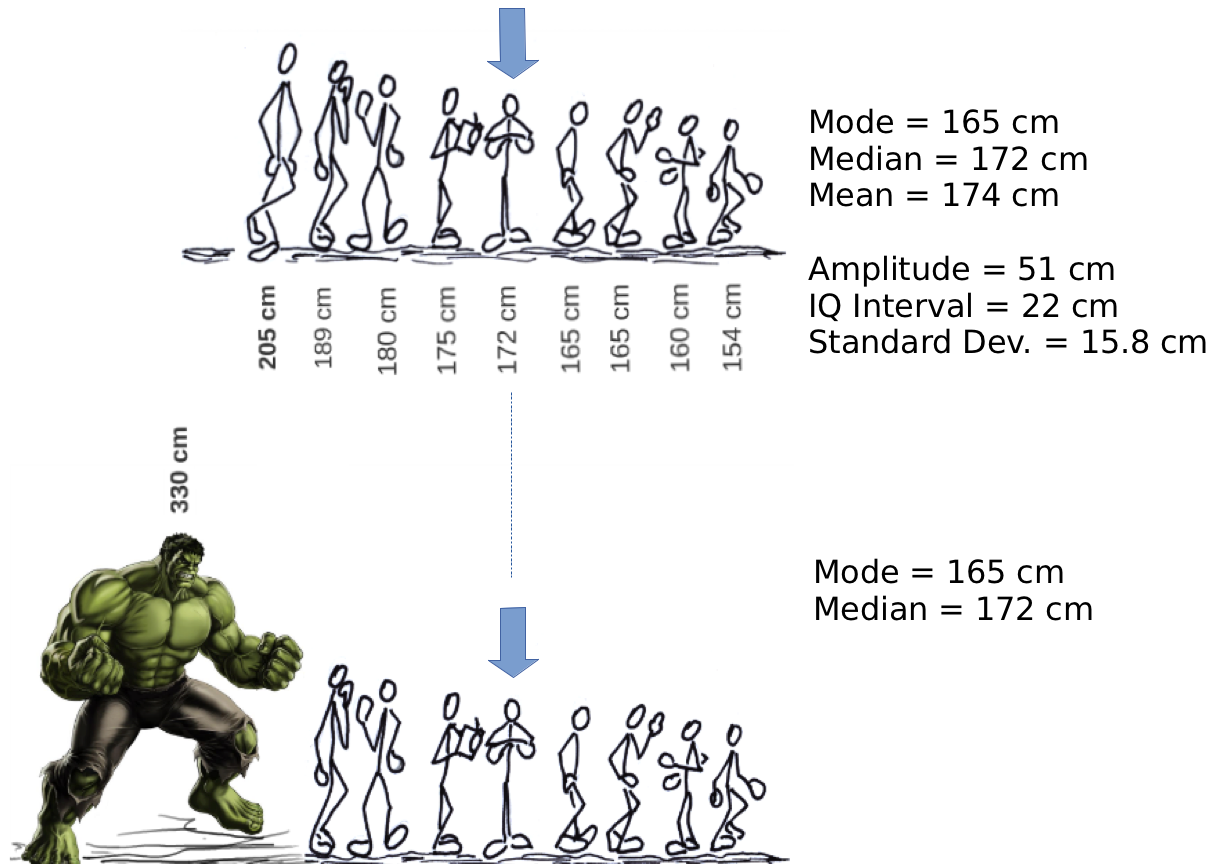 Mode = 165 cm
Median = 172 cm
Mean = 174 cm
Amplitude = 51 cm
IQ Interval = 22 cm
Standard Dev. = 15.8 cm
205 cm
189 cm
180 cm
175 cm
172 cm
165 cm
165 cm
160 cm
154 cm
330 cm
Mode = 165 cm
Median = 172 cm